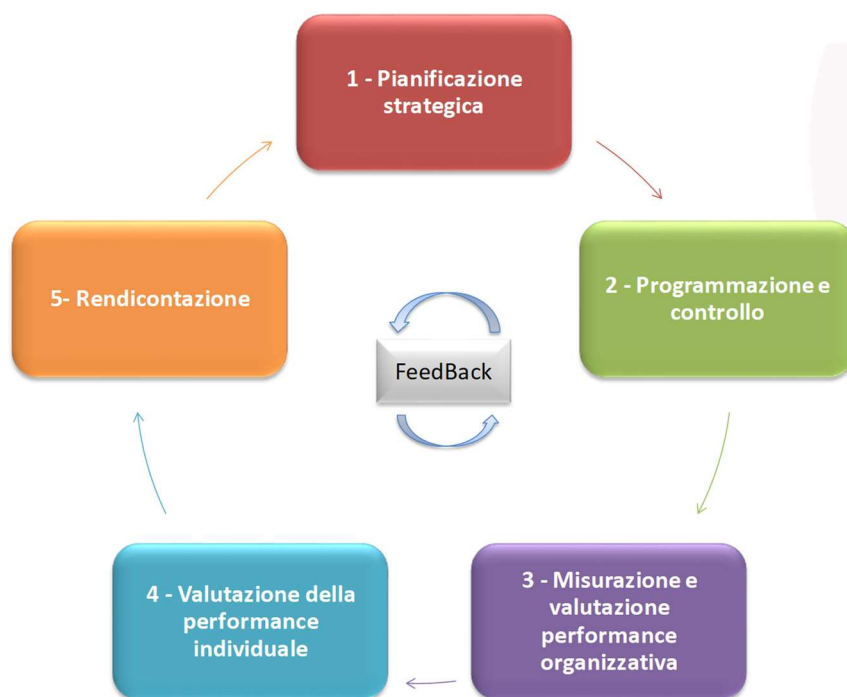 1 - Pianificazione
strategica
2 - Programmazione e
controllo
3 - Misurazione e
valutazione
performance
organizzativa
4 - Valutazione della
performance
individuale
5- Rendicontazione
FeedBack